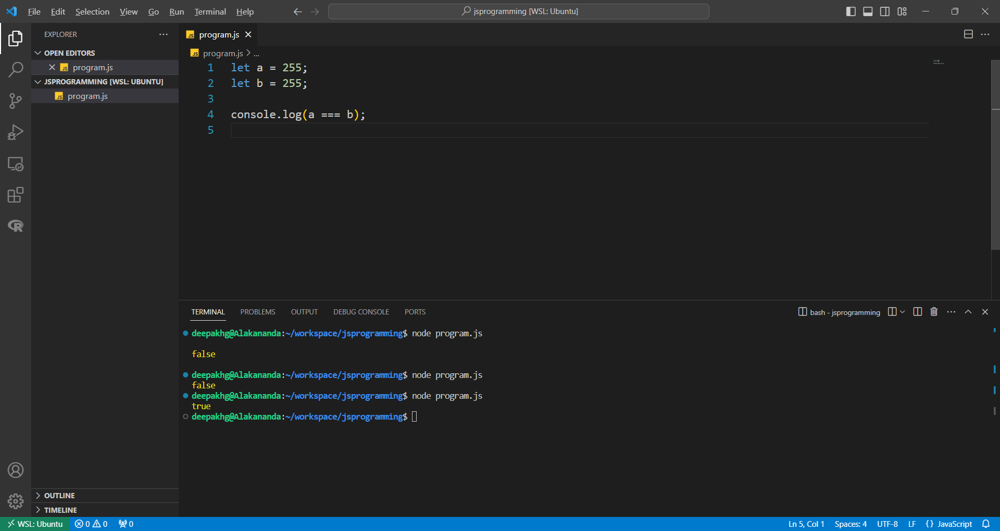 File Edit Selection View Go Run Terminal Help
jsprogramming [WSL: Ubuntu]
EXPLORER
OPEN EDITORS
JS program.js
JSPROGRAMMING [WSL: UBUNTU]
JS program.js
OUTLINE
TIMELINE
JS program.js
JS program.js > ...
1 let a = 255;
2 let b = 255;
3
4 console.log(a === b);
5
TERMINAL PROBLEMS OUTPUT DEBUG CONSOLE PORTS
bash - jsprogramming
deepakhg@Alakananda:~/workspace/jsprogramming$ node program.js
false
deepakhg@Alakananda:~/workspace/jsprogramming$ node program.js
false
deepakhg@Alakananda:~/workspace/jsprogramming$ node program.js
true
deepakhg@Alakananda:~/workspace/jsprogramming$
WSL: Ubuntu 0 0 0 Ln 5, Col 1 Spaces: 4 UTF-8 LF {} JavaScript